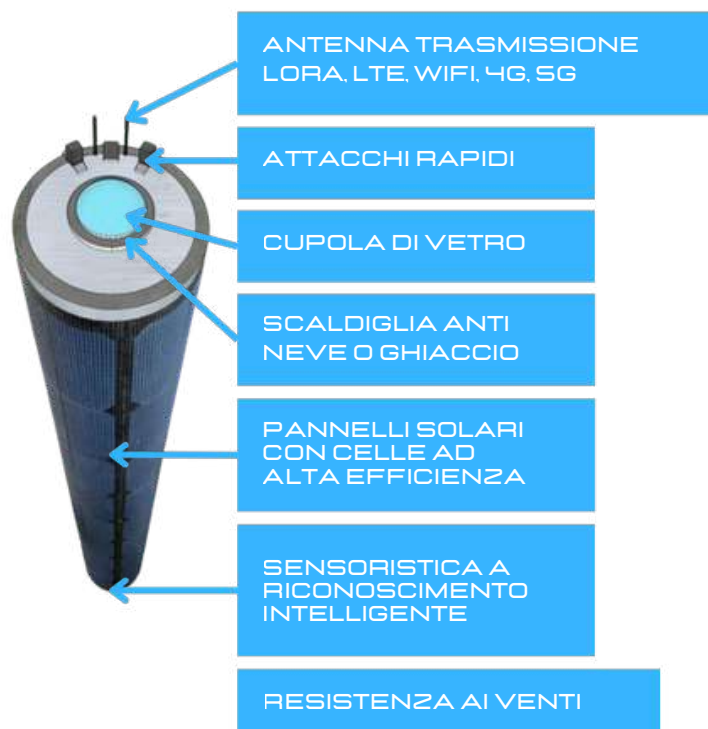 ANTENNA TRASMISSIONE
LORA, LTE, WIFI, 4G, 5G
ATTACCHI RAPIDI
CUPOLA DI VETRO
SCALDIGLIA ANTI
NEVE O GHIACCIO
PANNELLI SOLARI
CON CELLE AD
ALTA EFFICIENZA
SENSORISTICA A
RICONOSCIMENTO
INTELLIGENTE
RESISTENZA AI VENTI